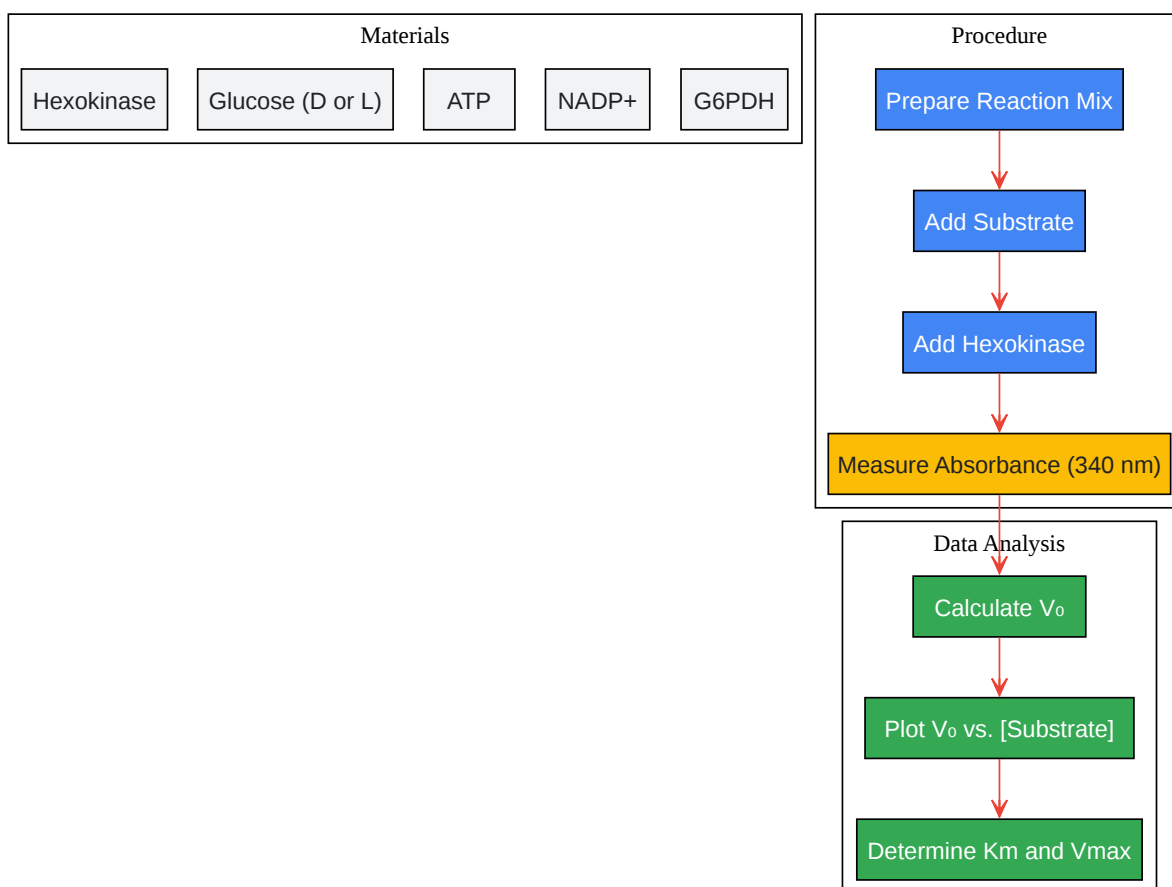 Materials
Hexokinase
Glucose (D or L)
ATP
NADP+
G6PDH
Procedure
Prepare Reaction Mix
Add Substrate
Add Hexokinase
Measure Absorbance (340 nm)
Data Analysis
Calculate V₀
Plot V₀ vs. [Substrate]
Determine Km and Vmax